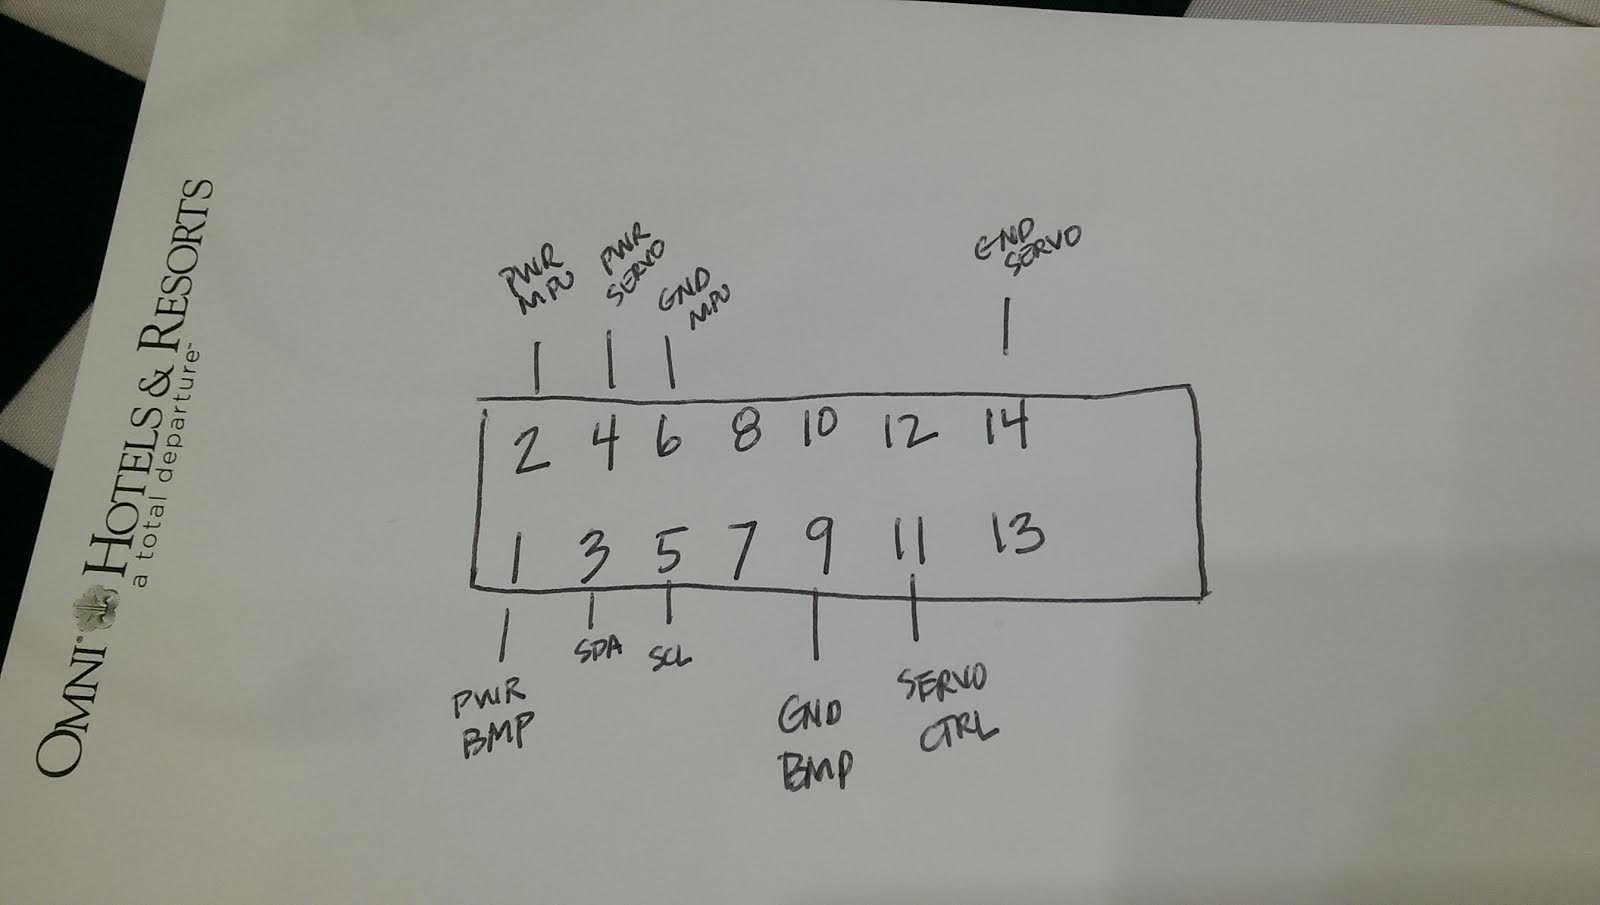 OMNI® HOTELS & RESORTS
a total departure™
PWR
MPU
PWR
SERVO
GND
MPU
GND
SERVO
2 4 6 8 10 12 14
1 3 5 7 9 11 13
PWR
BMP
SDA
SCL
GND
BMP
SERVO
CTRL